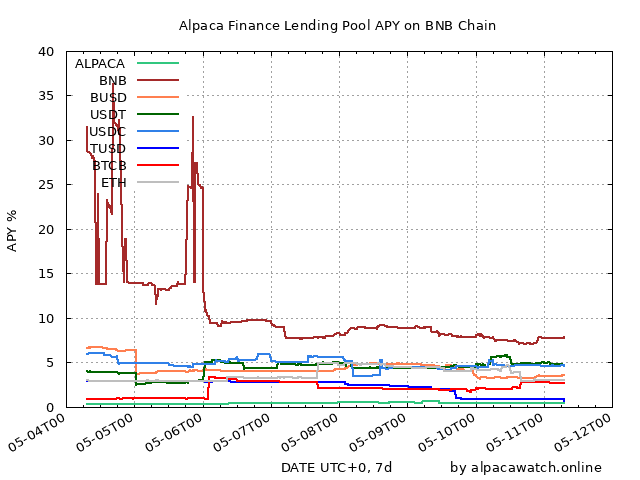 Alpaca Finance Lending Pool APY on BNB Chain
40
35
30
25
20
15
10
5
0
APY %
ALPACA
BNB
BUSD
USDT
USDC
TUSD
BTCB
ETH
05-04T00
05-05T00
05-06T00
05-07T00
05-08T00
05-09T00
05-10T00
05-11T00
05-12T00
DATE UTC+0, 7d
by alpacawatch.online